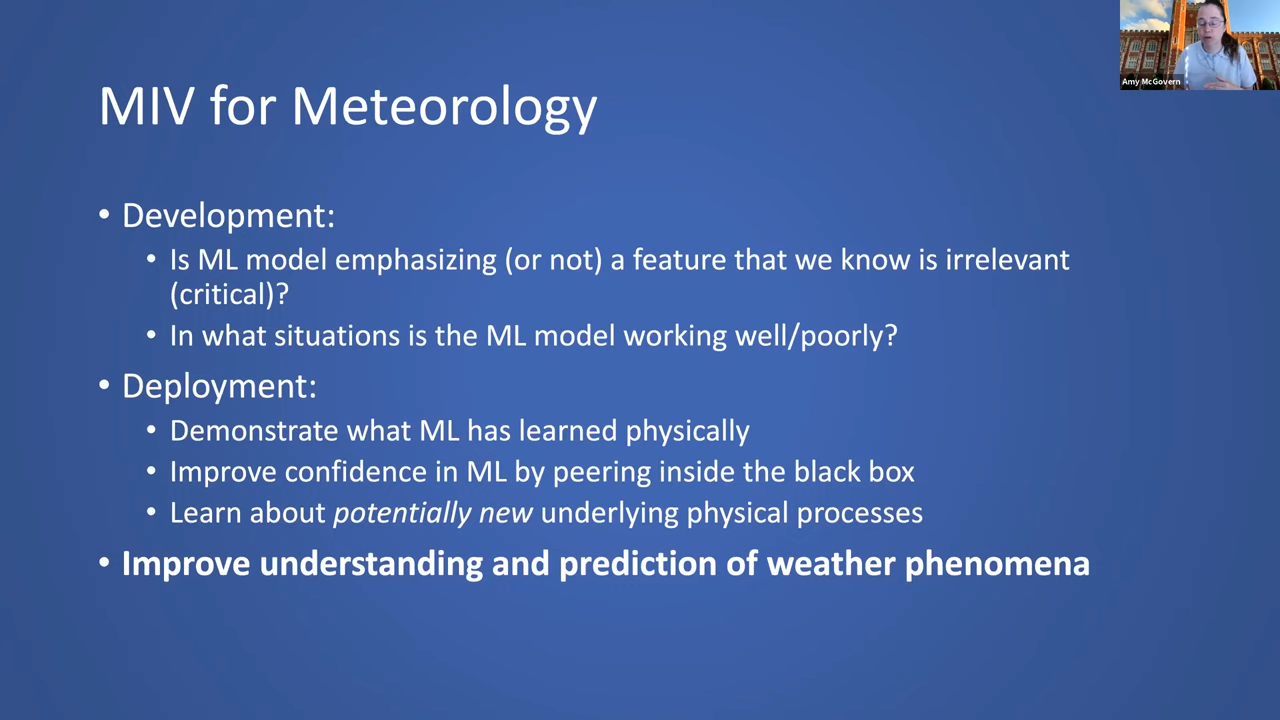 MIV for Meteorology
Amy McGovern
• Development:
• Is ML model emphasizing (or not) a feature that we know is irrelevant
(critical)?
• In what situations is the ML model working well/poorly?
• Deployment:
• Demonstrate what ML has learned physically
• Improve confidence in ML by peering inside the black box
• Learn about potentially new underlying physical processes
• Improve understanding and prediction of weather phenomena